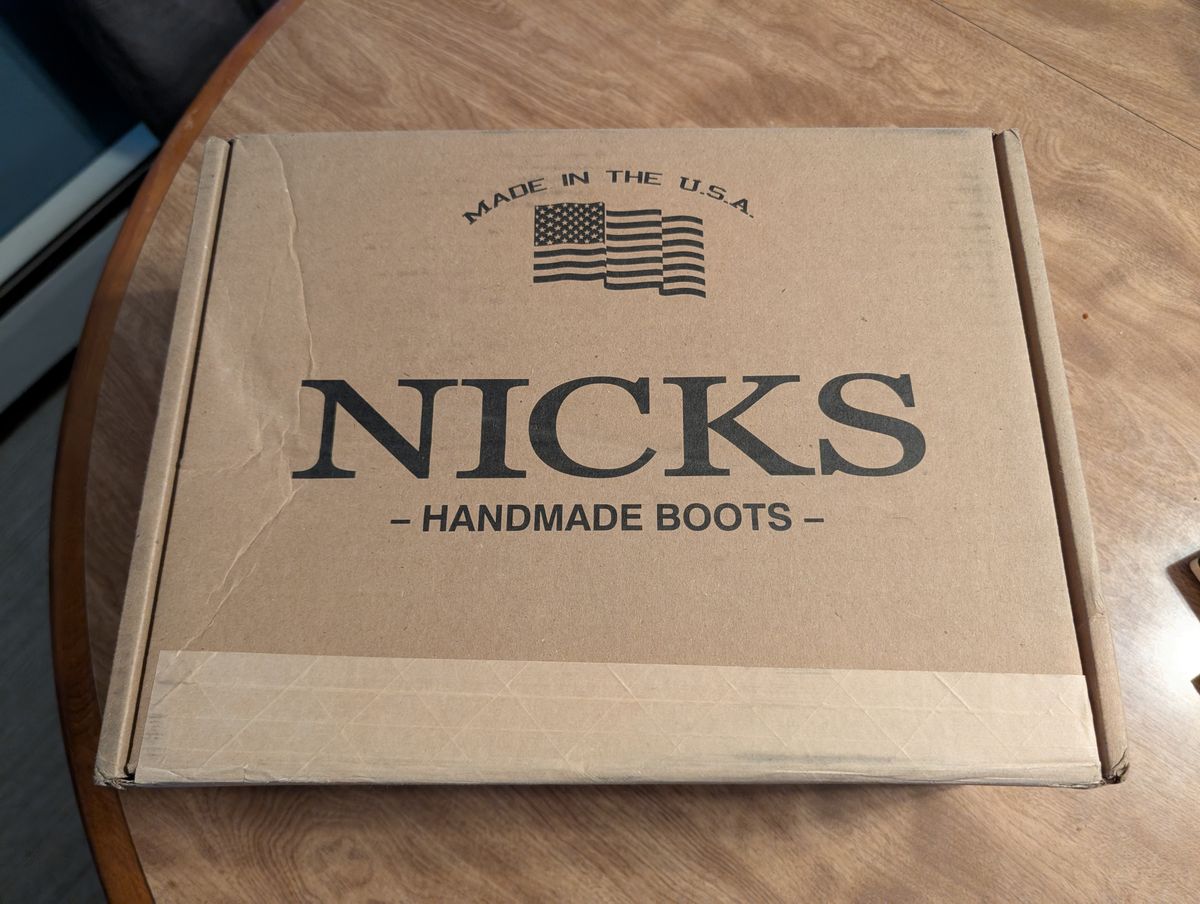 MADE IN THE U.S.A.
NICKS
– HANDMADE BOOTS –